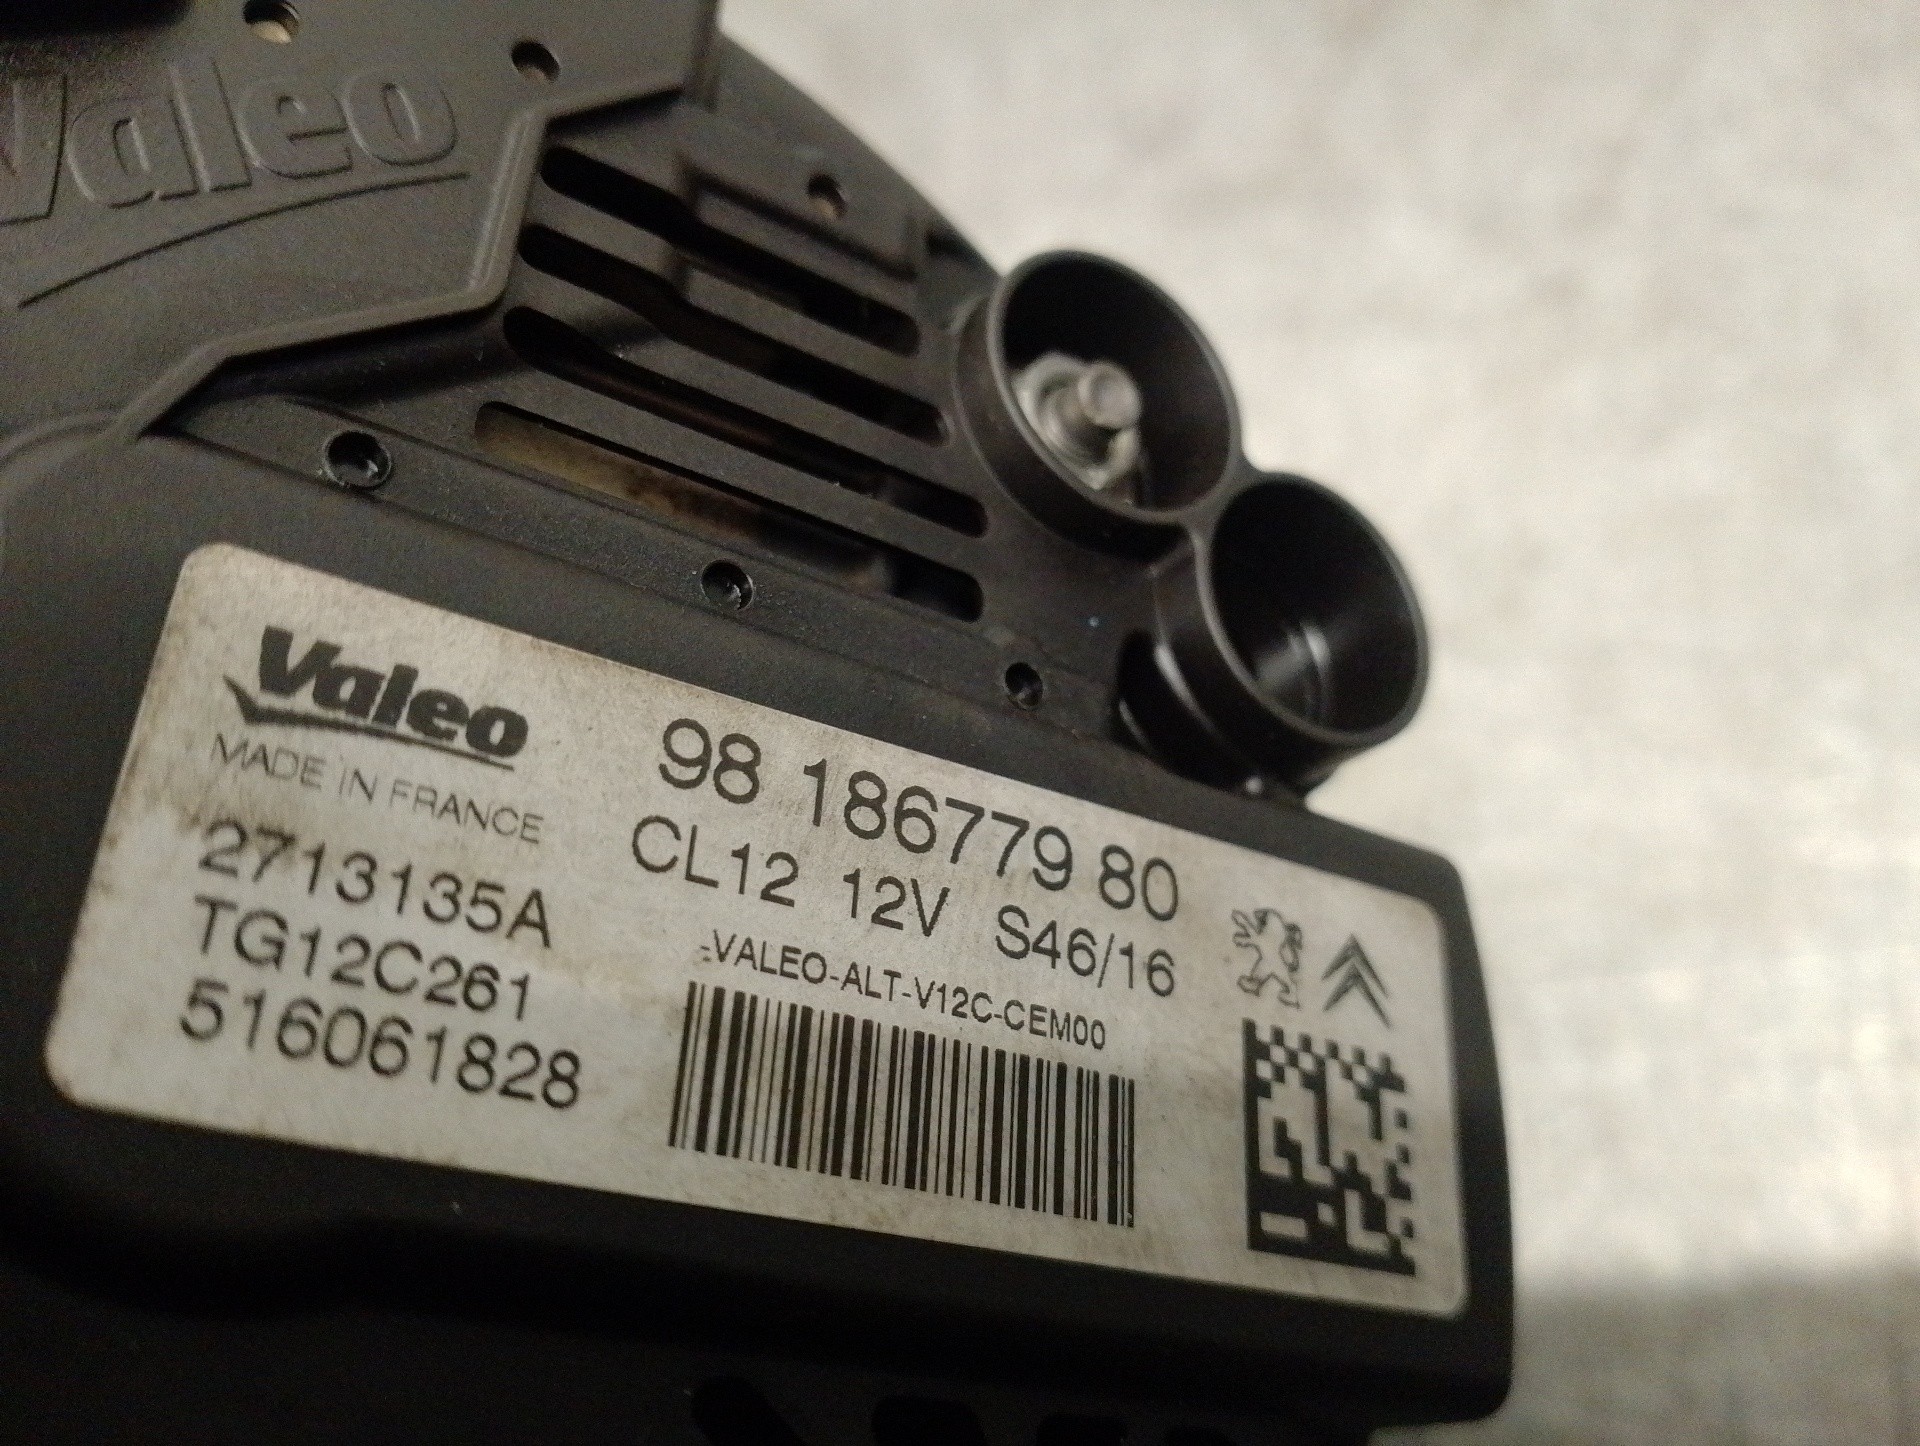 Valeo
Valeo
MADE IN FRANCE
2713135A
TG12C261
516061828
98 186779 80
CL12 12V S46/16
-VALEO-ALT-V12C-CEM00